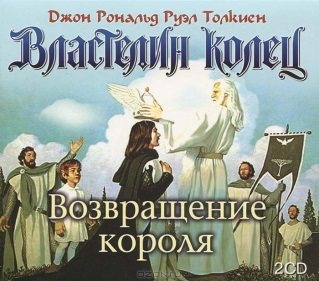 Джон Рональд Руэл Толкиен
Властелин колец
Возвращение
короля
2CD